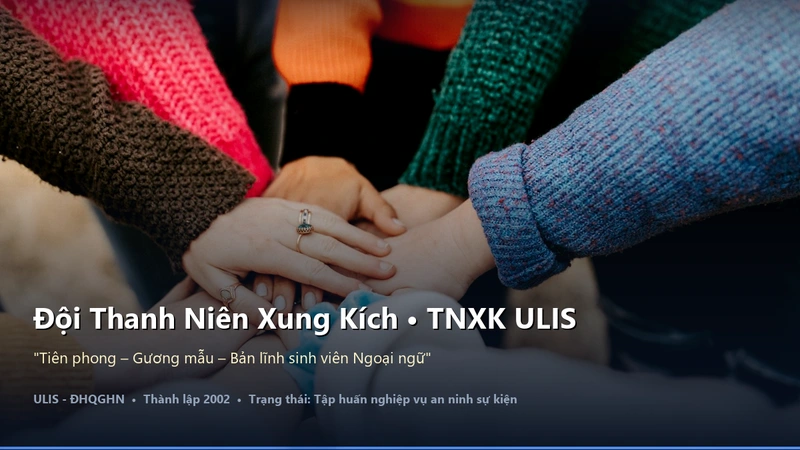 Đội Thanh Niên Xung Kích • TNXK ULIS
"Tiên phong – Gương mẫu – Bản lĩnh sinh viên Ngoại ngữ"
ULIS - ĐHQGHN • Thành lập 2002 • Trạng thái: Tập huấn nghiệp vụ an ninh sự kiện